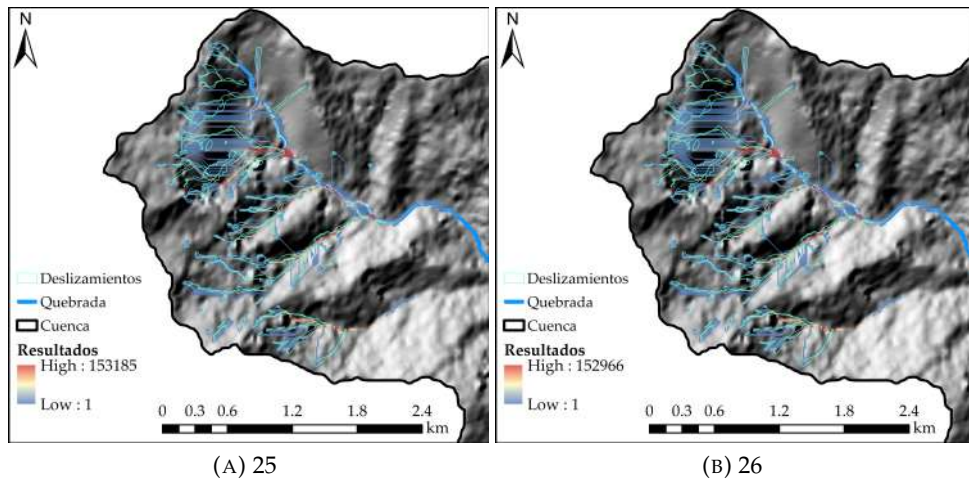 N
Deslizamientos
Quebrada
Cuenca
Resultados
High : 153185
Low : 1
0 0.3 0.6 1.2 1.8 2.4
km
(A) 25
N
Deslizamientos
Quebrada
Cuenca
Resultados
High : 152966
Low : 1
0 0.3 0.6 1.2 1.8 2.4
km
(B) 26